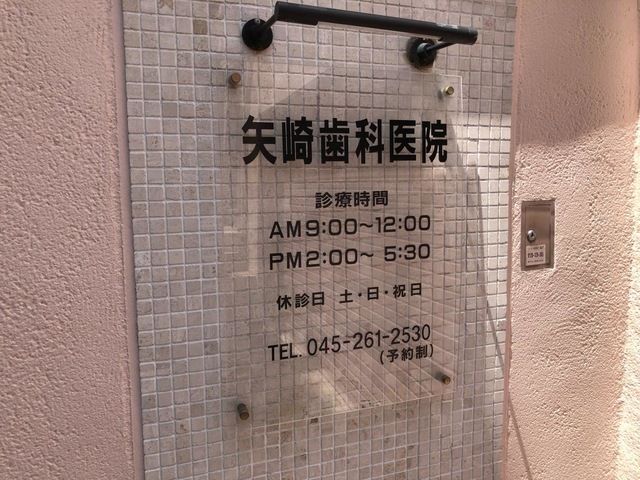 矢崎歯科医院
診療時間
AM9:00~12:00
PM2:00~ 5:30
休診日 土・日・祝日
TEL. 045-261-2530
(予約制)